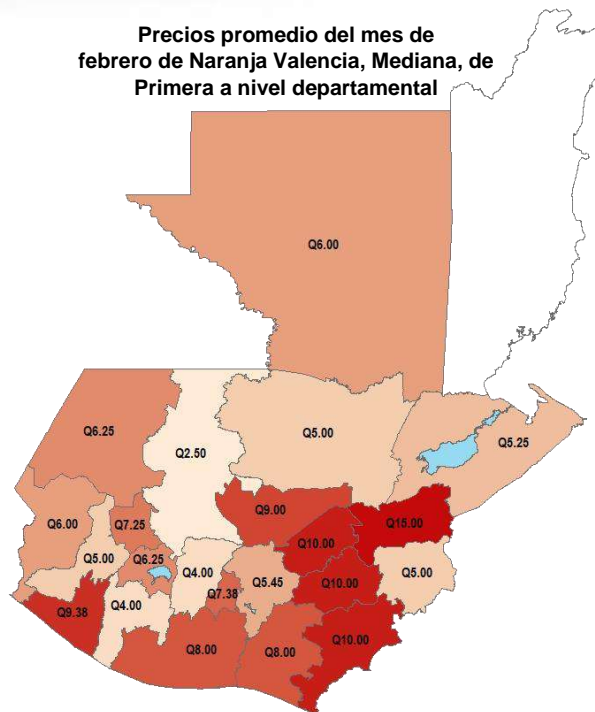 Precios promedio del mes de
febrero de Naranja Valencia, Mediana, de
Primera a nivel departamental
Q6.00
Q6.25
Q2.50
Q5.00
Q5.25
Q9.00
Q15.00
Q6.00
Q7.25
Q10.00
Q5.00
Q6.25
Q4.00
Q5.45
Q10.00
Q5.00
Q9.38
Q4.00
Q7.38
Q10.00
Q8.00
Q8.00